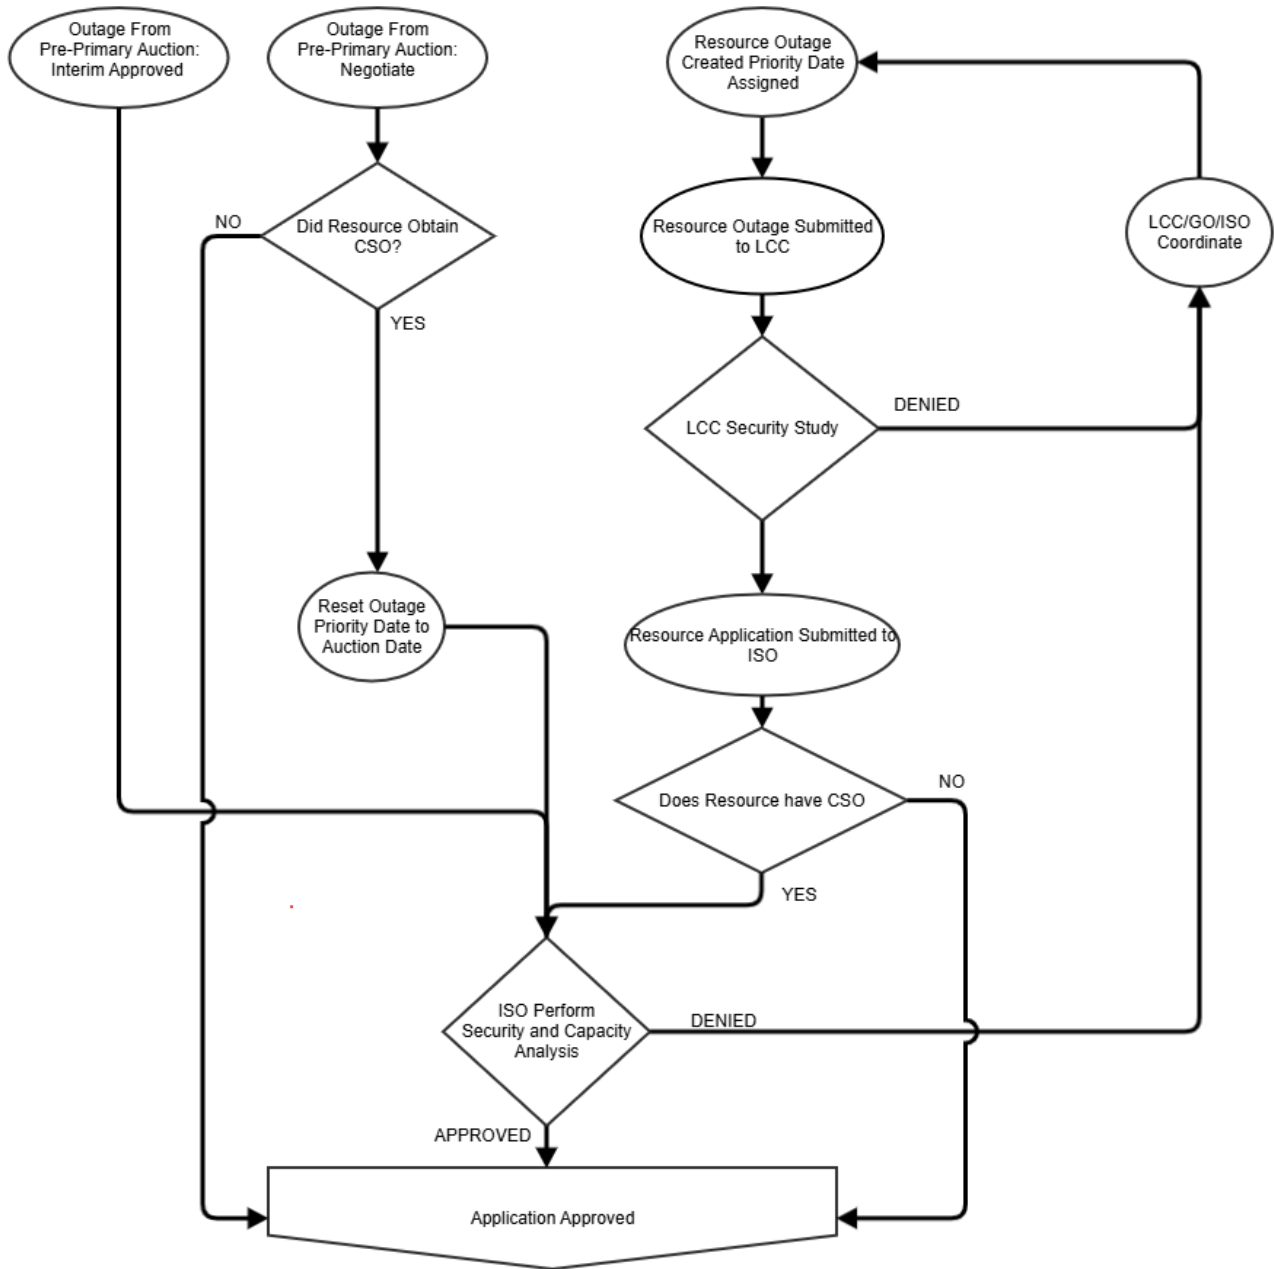 Outage From
Pre-Primary Auction:
Interim Approved
Outage From
Pre-Primary Auction:
Negotiate
Resource Outage
Created Priority Date
Assigned
NO
Did Resource Obtain
CSO?
YES
Resource Outage Submitted
to LCC
LCC/GO/ISO
Coordinate
LCC Security Study
DENIED
Reset Outage
Priority Date to
Auction Date
Resource Application Submitted to
ISO
Does Resource have CSO
NO
YES
ISO Perform
Security and Capacity
Analysis
DENIED
APPROVED
Application Approved